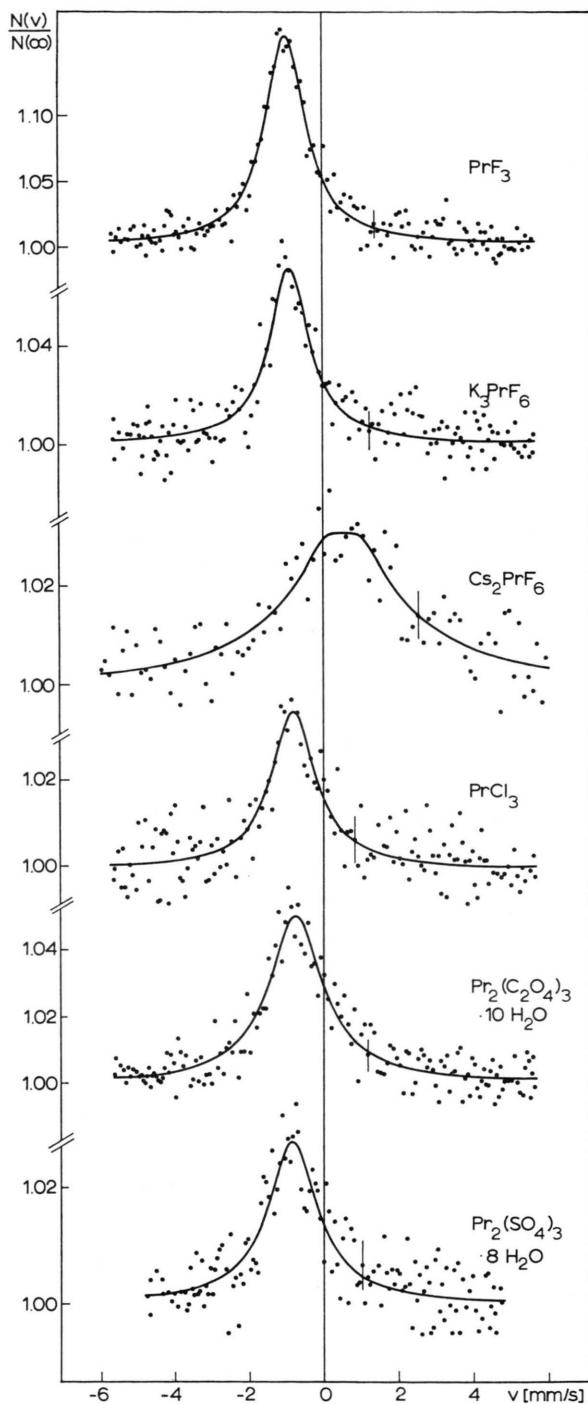 N(v)
N(∞)
1.10
1.05
1.00
PrF₃
1.04
1.00
K₃PrF₆
1.02
1.00
Cs₂PrF₆
1.02
1.00
PrCl₃
1.04
1.02
1.00
Pr₂(C₂O₄)₃
·10 H₂O
1.02
1.00
Pr₂(SO₄)₃
·8 H₂O
-6 -4 -2 0 2 4 v [mm/s]